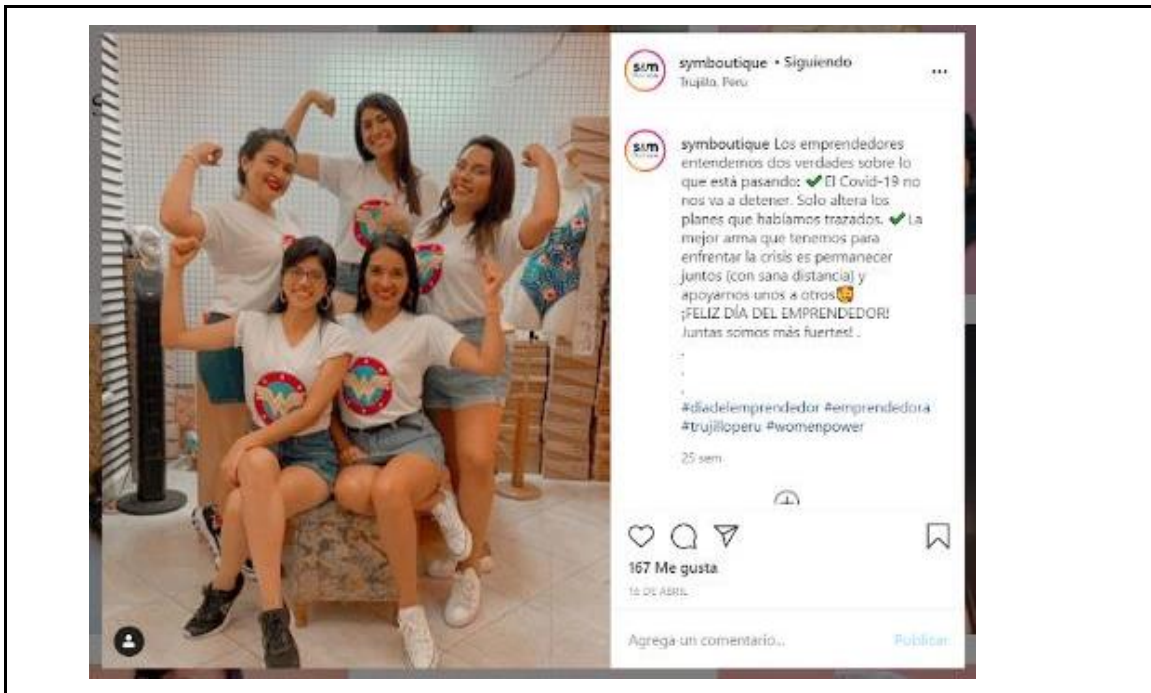 sym
symboutique • Siguiendo
Trujillo, Peru
sym
symboutique Los emprendedores
entendemos dos verdades sobre lo
que está pasando: ✔El Covid-19 no
nos va a detener. Solo altera los
planes que habíamos trazados. ✔La
mejor arma que tenemos para
enfrentar la crisis es permanecer
juntos (con sana distancia) y
apoyarnos unos a otros🥰
¡FELIZ DÍA DEL EMPRENDEDOR!
Juntas somos más fuertes! .
.
.
.
#diadelemprendedor #emprendedora
#trujilloperu #womenpower
25 sem
167 Me gusta
16 DE ABRIL
Agrega un comentario...
Publicar